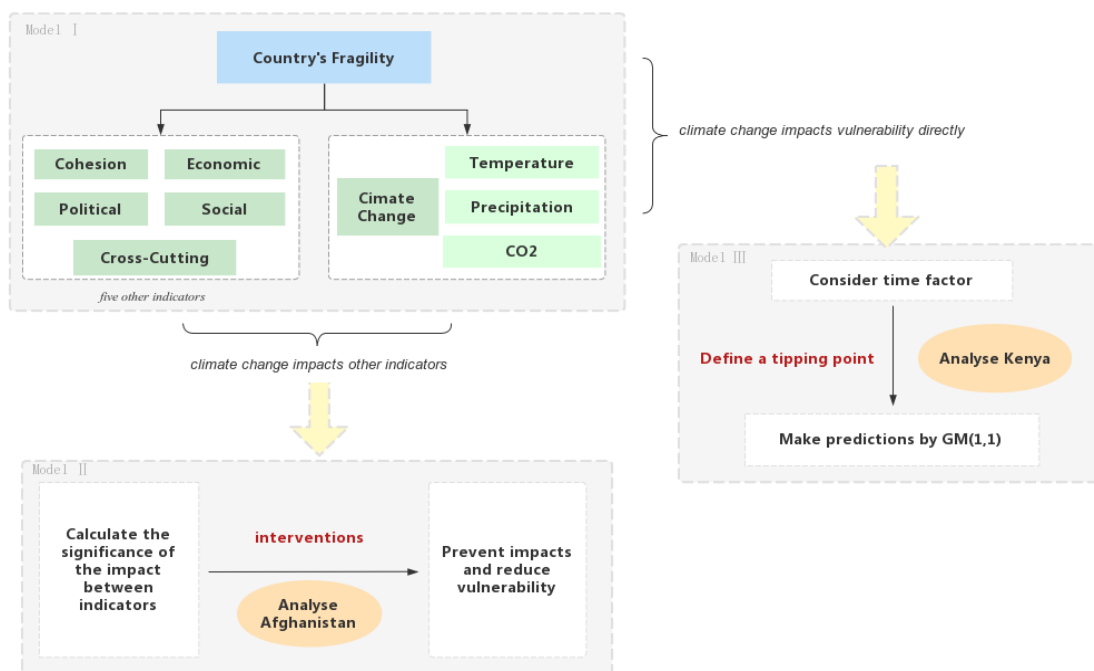 Model Ⅰ
Country's Fragility
Cohesion
Economic
Political
Social
Cross-Cutting
five other indicators
Cimate
Change
Temperature
Precipitation
CO2
climate change impacts vulnerability directly
climate change impacts other indicators
Model Ⅱ
Calculate the
significance of
the impact
between
indicators
interventions
Analyse
Afghanistan
Prevent impacts
and reduce
vulnerability
Model Ⅲ
Consider time factor
Define a tipping point
Analyse Kenya
Make predictions by GM(1,1)